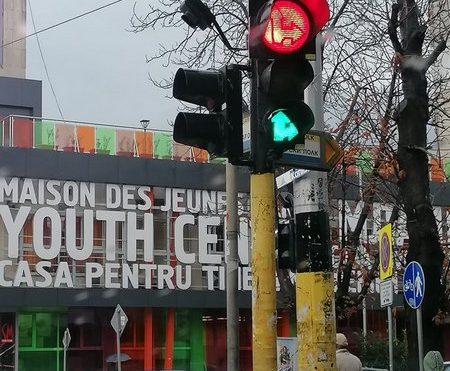 MAISON DES JEUNE
YOUTH CEN
CASA PENTRU TI